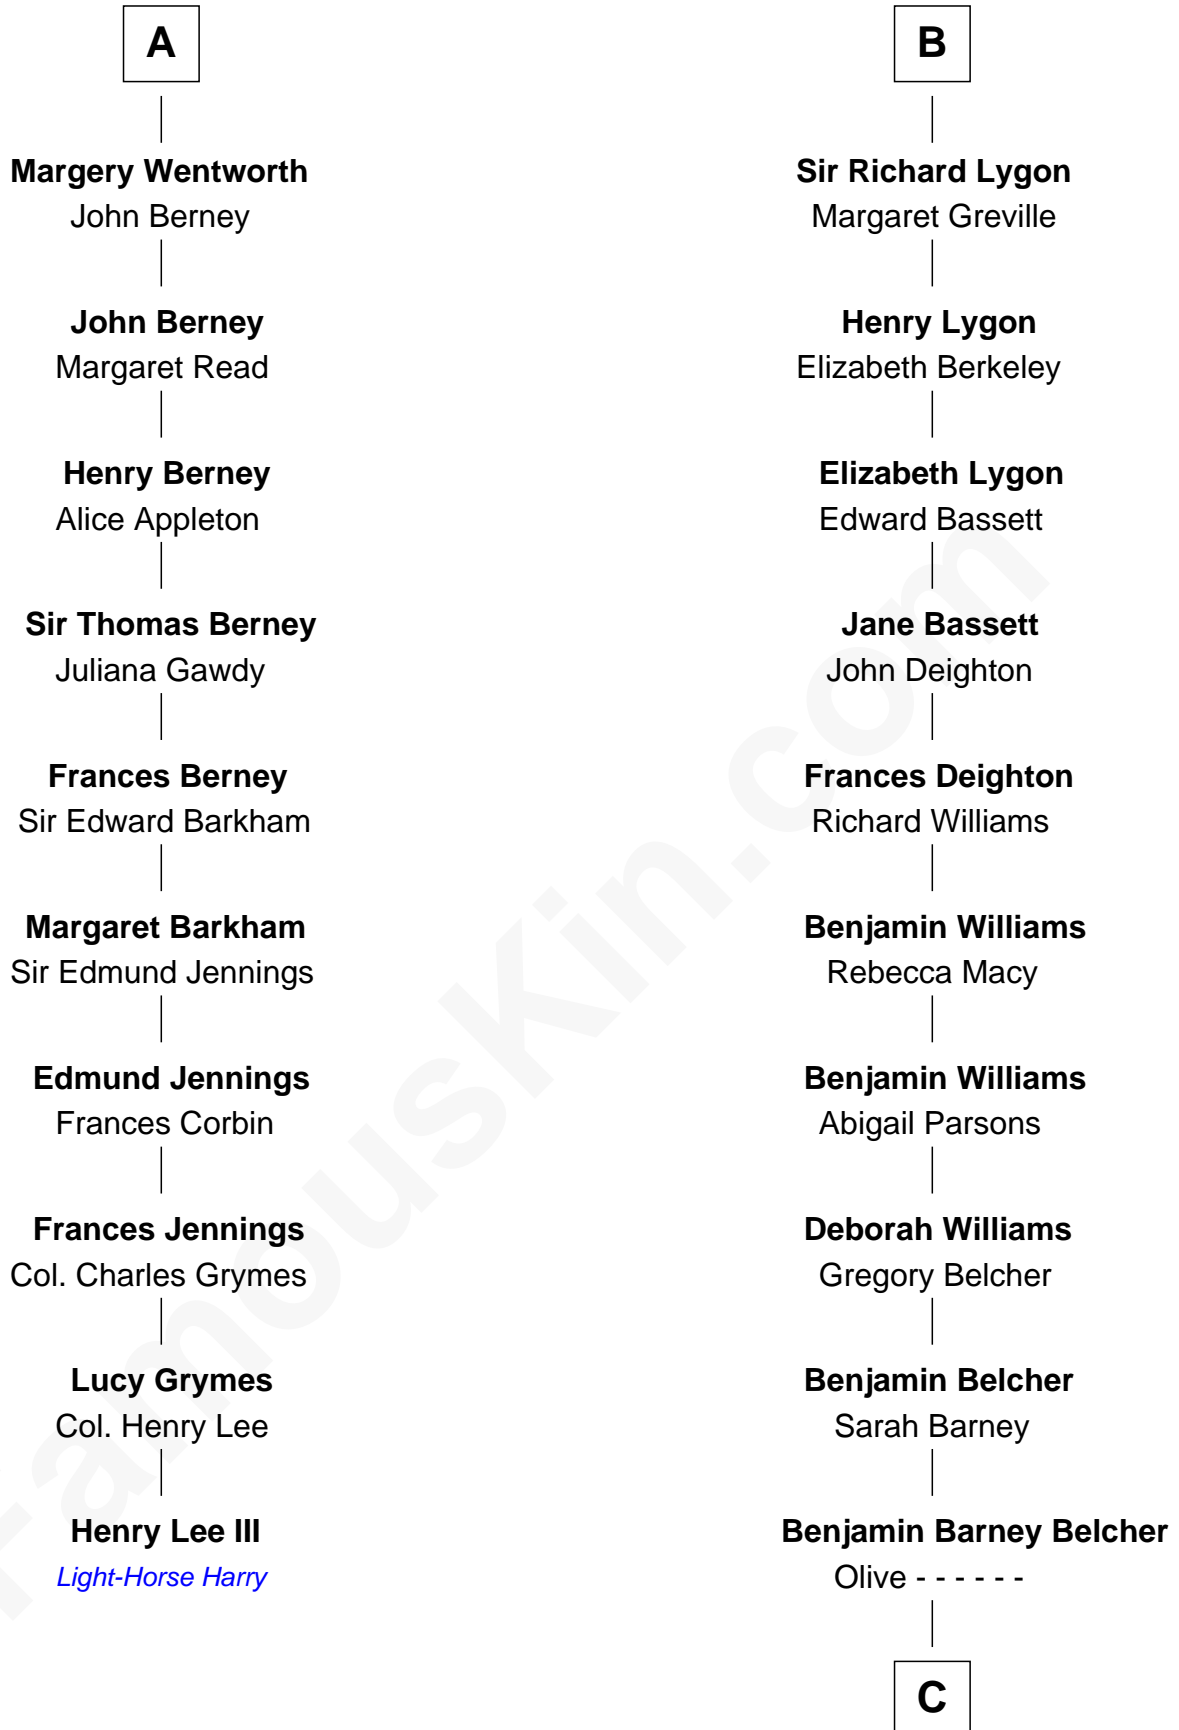 A
Margery Wentworth
John Berney
John Berney
Margaret Read
Henry Berney
Alice Appleton
Sir Thomas Berney
Juliana Gawdy
Frances Berney
Sir Edward Barkham
Margaret Barkham
Sir Edmund Jennings
Edmund Jennings
Frances Corbin
Frances Jennings
Col. Charles Grymes
Lucy Grymes
Col. Henry Lee
Henry Lee III
Light-Horse Harry
B
Sir Richard Lygon
Margaret Greville
Henry Lygon
Elizabeth Berkeley
Elizabeth Lygon
Edward Bassett
Jane Bassett
John Deighton
Frances Deighton
Richard Williams
Benjamin Williams
Rebecca Macy
Benjamin Williams
Abigail Parsons
Deborah Williams
Gregory Belcher
Benjamin Belcher
Sarah Barney
Benjamin Barney Belcher
Olive - - - - - -
C
FamousKin.com